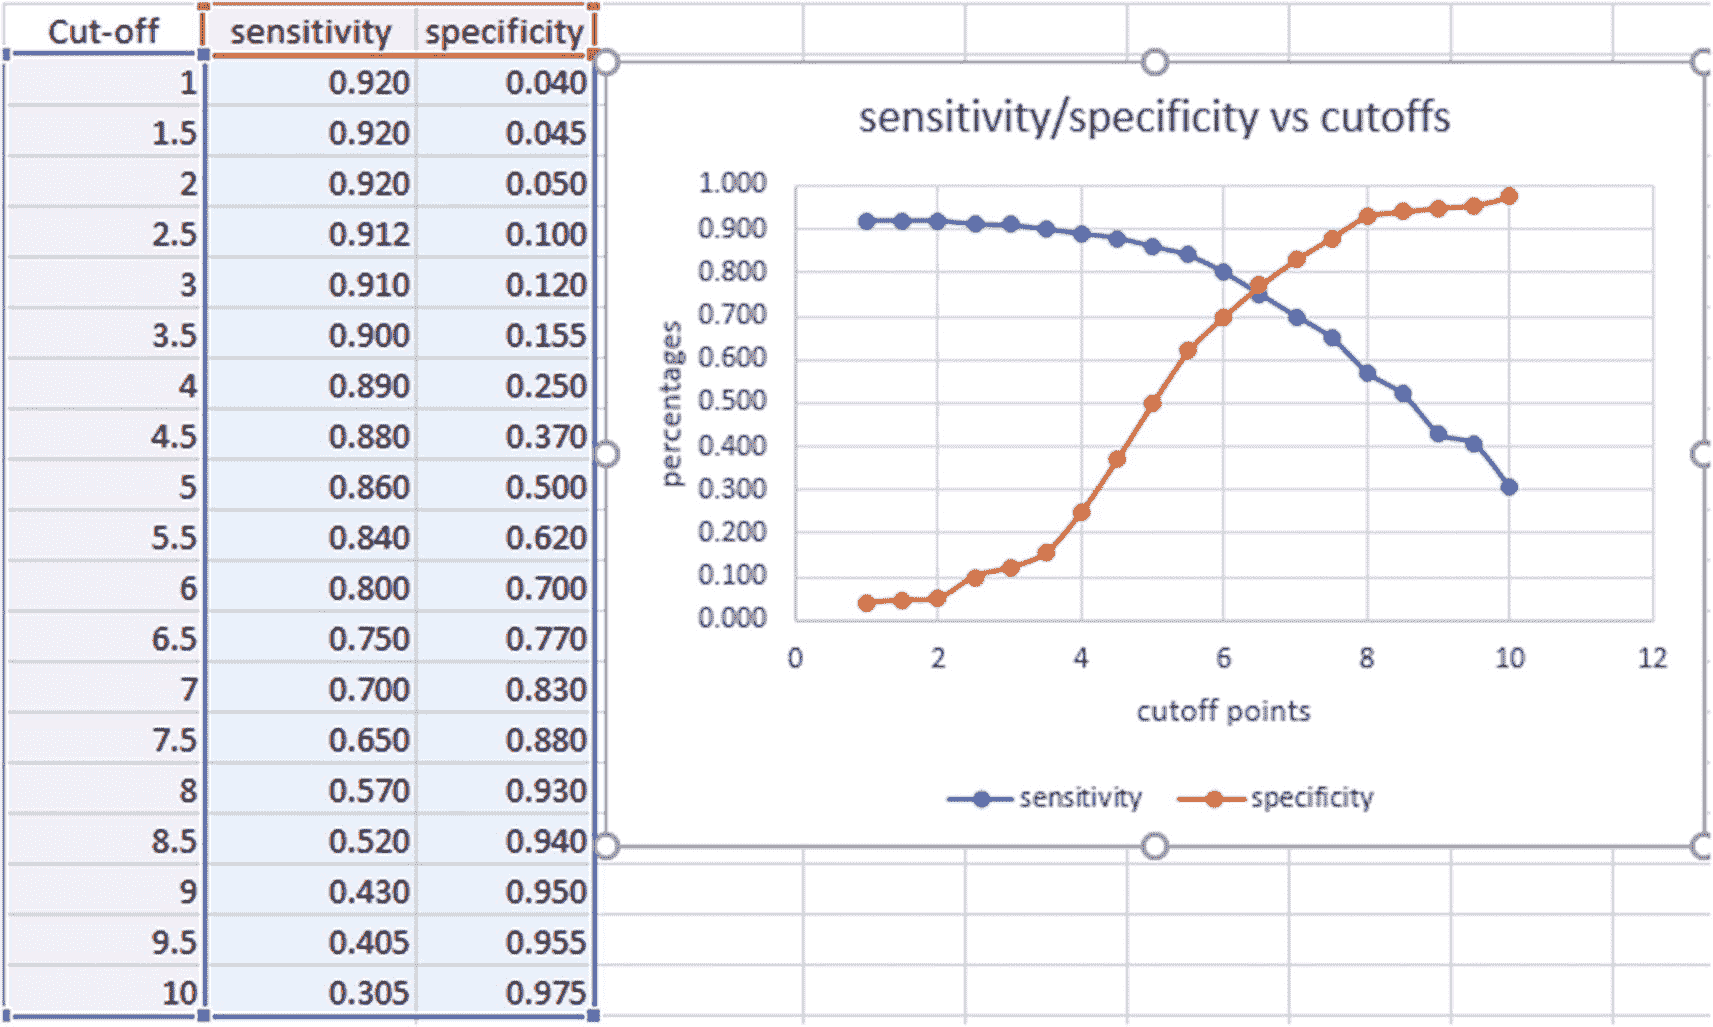 Cut-off sensitivity specificity
1 0.920 0.040
1.5 0.920 0.045
2 0.920 0.050
2.5 0.912 0.100
3 0.910 0.120
3.5 0.900 0.155
4 0.890 0.250
4.5 0.880 0.370
5 0.860 0.500
5.5 0.840 0.620
6 0.800 0.700
6.5 0.750 0.770
7 0.700 0.830
7.5 0.650 0.880
8 0.570 0.930
8.5 0.520 0.940
9 0.430 0.950
9.5 0.405 0.955
10 0.305 0.975
sensitivity/specificity vs cutoffs
percentages
1.000
0.900
0.800
0.700
0.600
0.500
0.400
0.300
0.200
0.100
0.000
0 2 4 6 8 10 12
cutoff points
sensitivity specificity